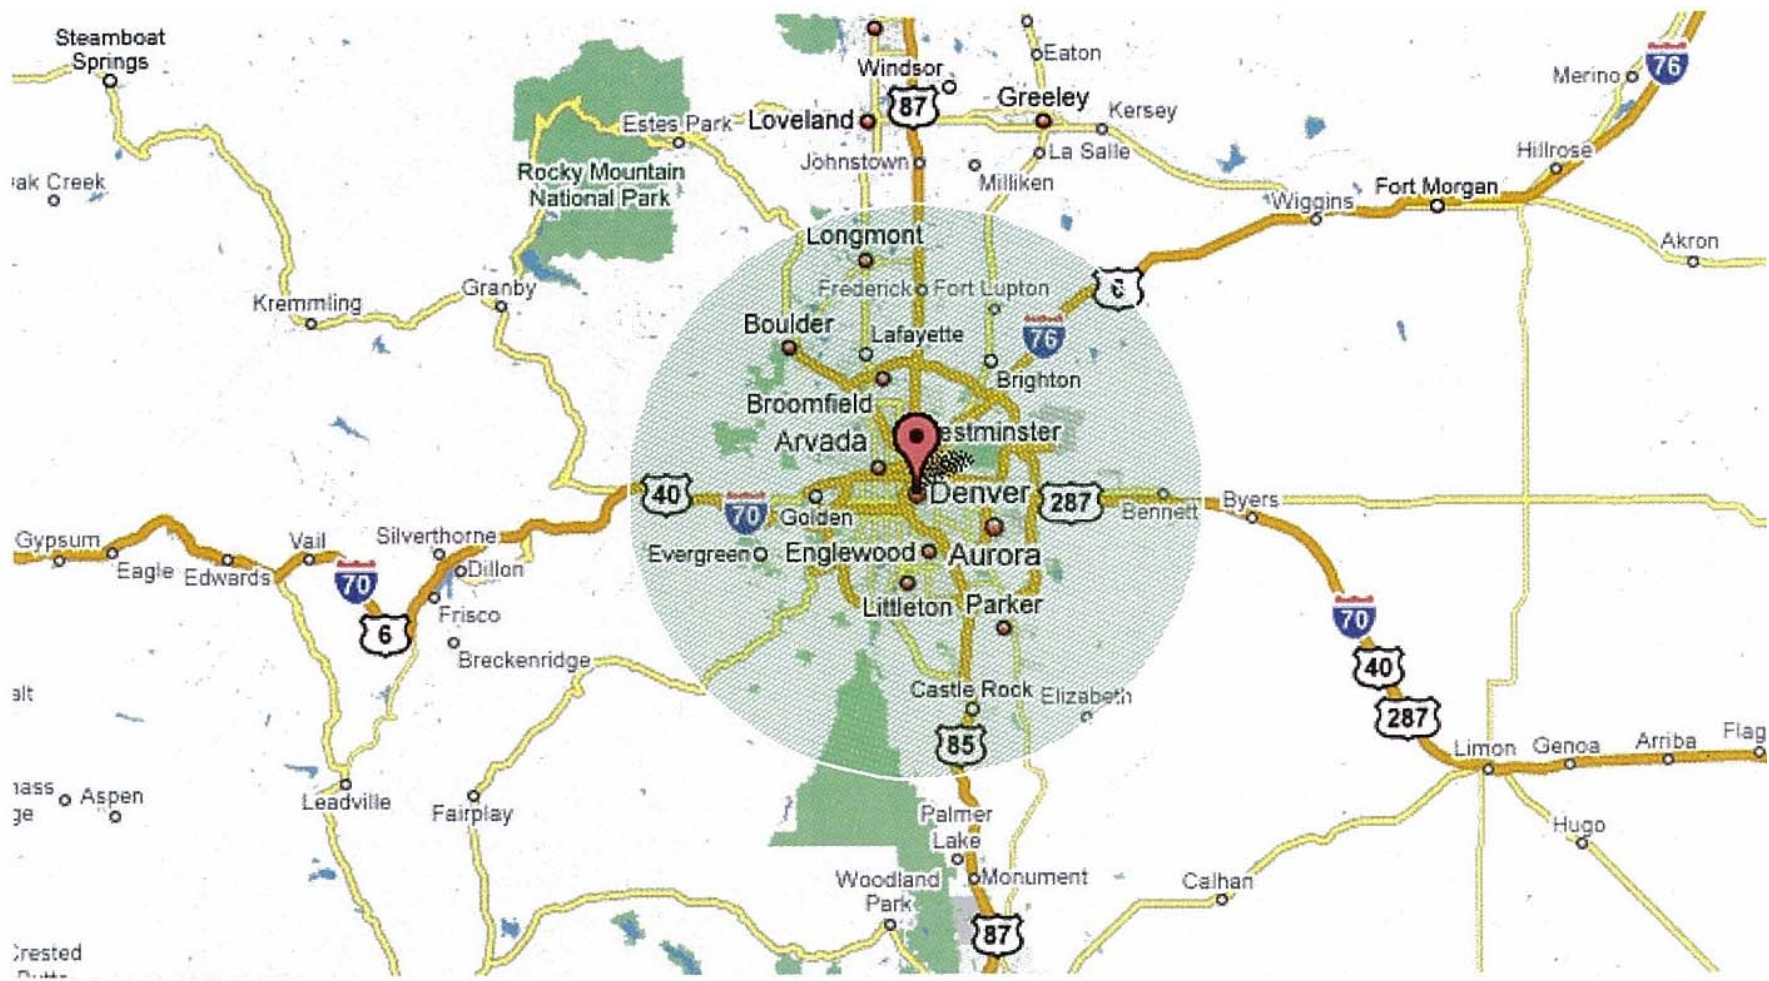 Steamboat
Springs
Eaton
Windsor
76
Merino
87
Greeley
Kersey
Estes Park
Loveland
Johnstown
La Salle
Hillrose
Rocky Mountain
National Park
Milliken
eak Creek
Fort Morgan
Wiggins
Longmont
Akron
Granby
Frederick
Fort Lupton
6
Kremmling
Boulder
Lafayette
76
Brighton
Broomfield
Arvada
estminster
40
70
Denver
287
Bennett
Byers
Golden
Gypsum
Vail
Silverthorne
Evergreen
Englewood
Aurora
Eagle
Edwards
70
Dillon
Littleton
Parker
70
Frisco
6
Breckenridge
40
alt
Castle Rock
Elizabeth
287
85
Limon
Genoa
Arriba
Flag
Aspen
Leadville
Fairplay
Palmer
Lake
Hugo
Woodland
Park
Monument
Calhan
87